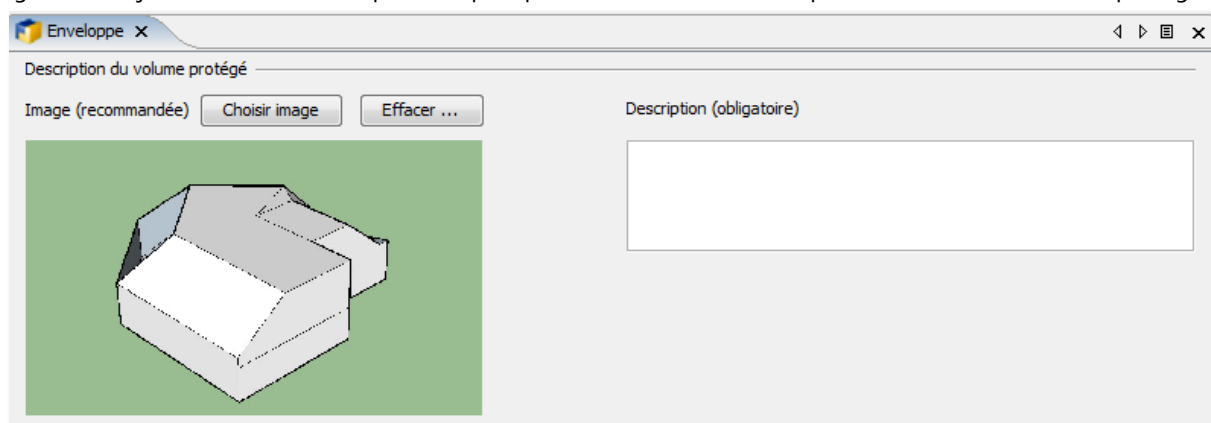 Enveloppe
Description du volume protégé
Image (recommandée) Choisir image Effacer ... Description (obligatoire)